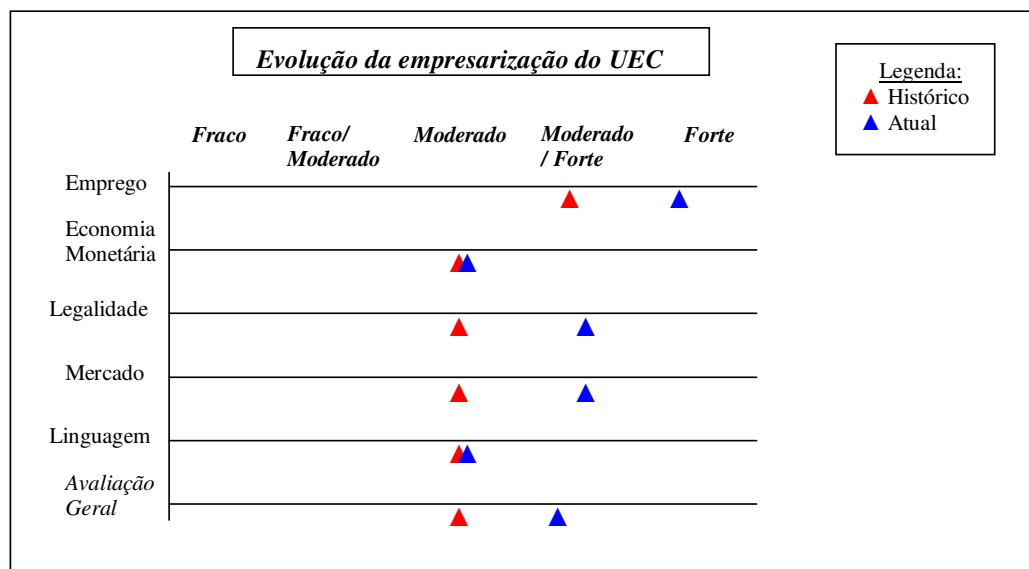 Evolução da empresarização do UEC
Legenda:
Histórico
Atual
Fraco
Fraco/
Moderado
Moderado
Moderado
/ Forte
Forte
Emprego
Economia
Monetária
Legalidade
Mercado
Linguagem
Avaliação
Geral